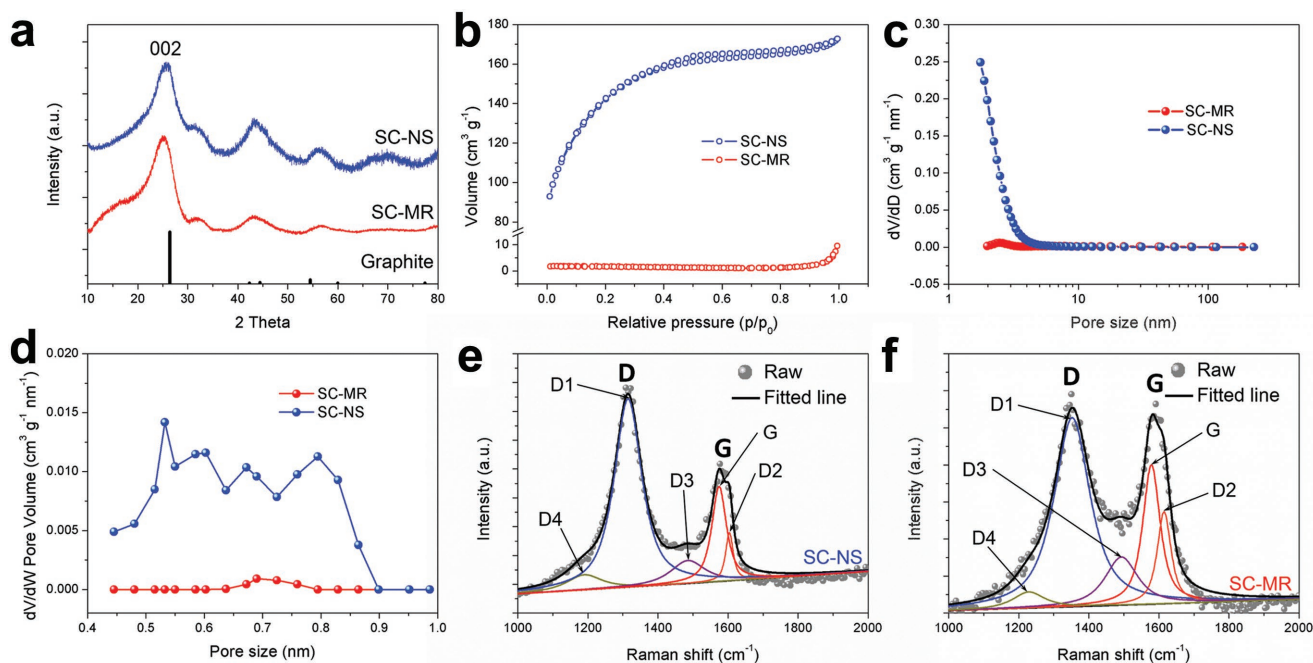 a
002
SC-NS
SC-MR
Graphite
Intensity (a.u.)
10 20 30 40 50 60 70 80
2 Theta
b
180
160
140
120
100
80
10
0
Volume (cm³ g⁻¹)
SC-NS
SC-MR
0.0 0.2 0.4 0.6 0.8 1.0
Relative pressure (p/p₀)
c
0.30
0.25
0.20
0.15
0.10
0.05
0.00
-0.05
dV/dD (cm³ g⁻¹ nm⁻¹)
SC-MR
SC-NS
1 10 100
Pore size (nm)
d
0.020
0.015
0.010
0.005
0.000
dV/dW Pore Volume (cm³ g⁻¹ nm⁻¹)
SC-MR
SC-NS
0.4 0.5 0.6 0.7 0.8 0.9 1.0
Pore size (nm)
e
D
Raw
Fitted line
D1
G
G
D3
D2
D4
SC-NS
Intensity (a.u.)
1000 1200 1400 1600 1800 2000
Raman shift (cm⁻¹)
f
D
G
Raw
Fitted line
D1
G
D3
D2
D4
SC-MR
Intensity (a.u.)
1000 1200 1400 1600 1800 2000
Raman shift (cm⁻¹)